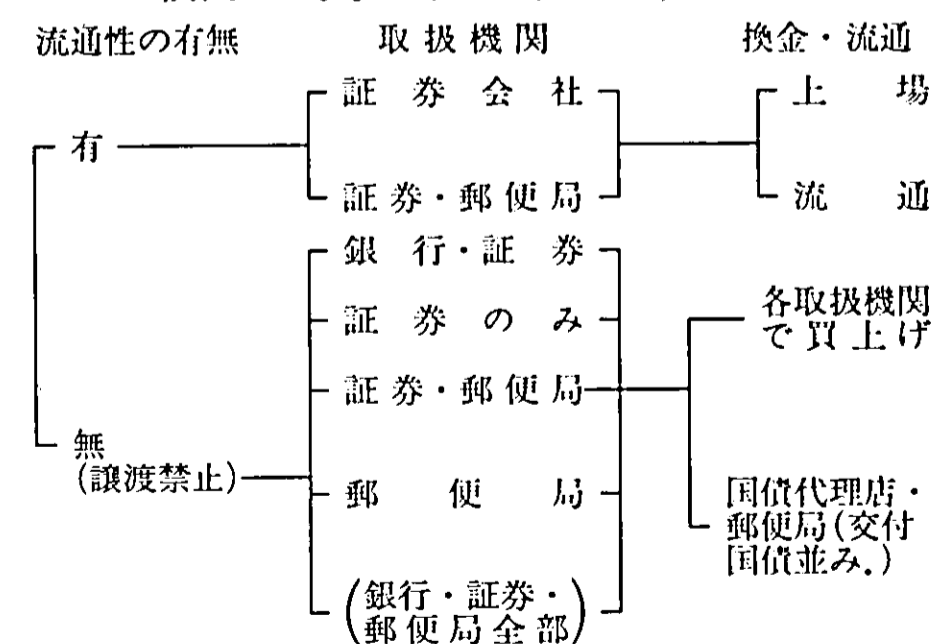 流通性の有無 取扱機関 換金・流通
証券会社 上場
有
証券・郵便局 流通
銀行・証券
各取扱機関
証券のみ で買上げ
証券・郵便局
無
(譲渡禁止)
郵便局 国債代理店・
郵便局(交付
国債並み.)
(銀行・証券・
郵便局全部)